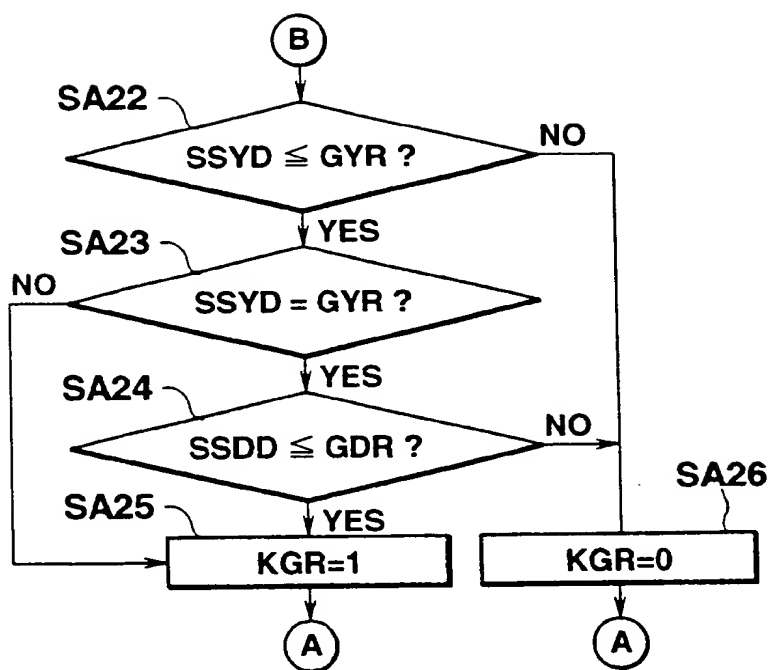 B
SA22
SSYD ≦ GYR ?
NO
YES
SA23
NO
SSYD = GYR ?
YES
SA24
SSDD ≦ GDR ?
NO
YES
SA25
SA26
KGR=1
KGR=0
A
A